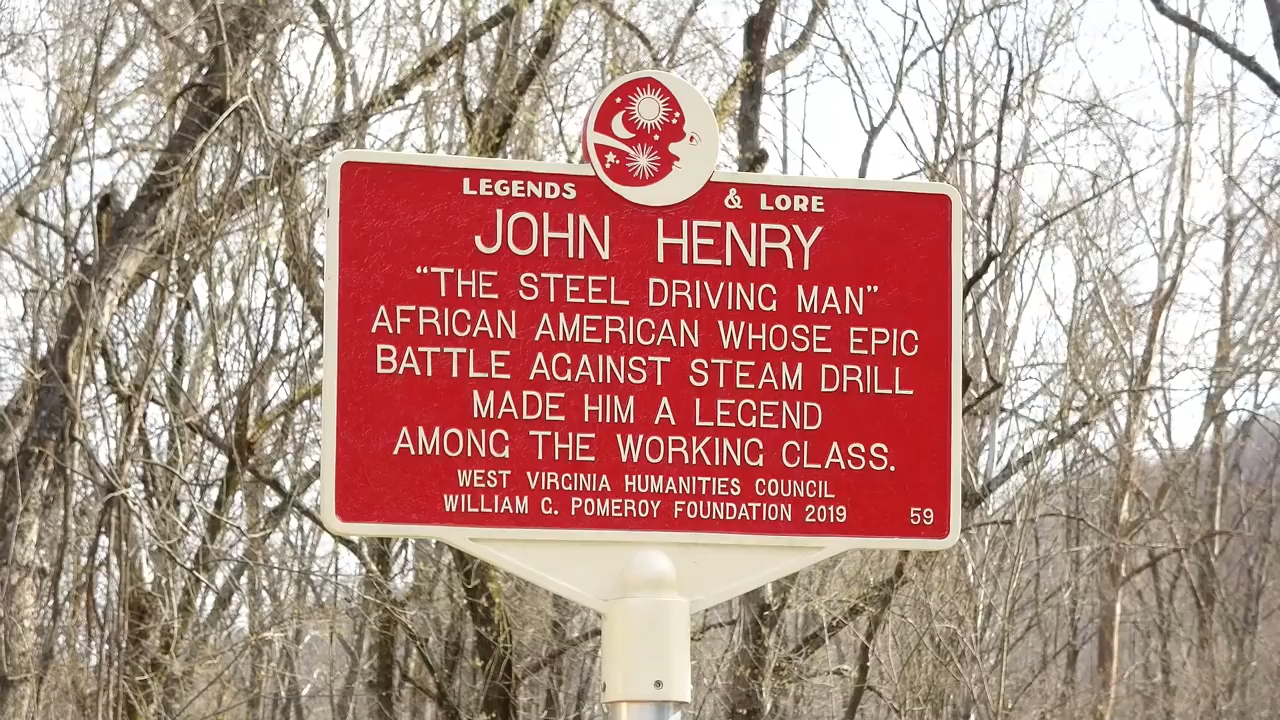 LEGENDS & LORE
JOHN HENRY
“THE STEEL DRIVING MAN”
AFRICAN AMERICAN WHOSE EPIC
BATTLE AGAINST STEAM DRILL
MADE HIM A LEGEND
AMONG THE WORKING CLASS.
WEST VIRGINIA HUMANITIES COUNCIL
WILLIAM G. POMEROY FOUNDATION 2019
59